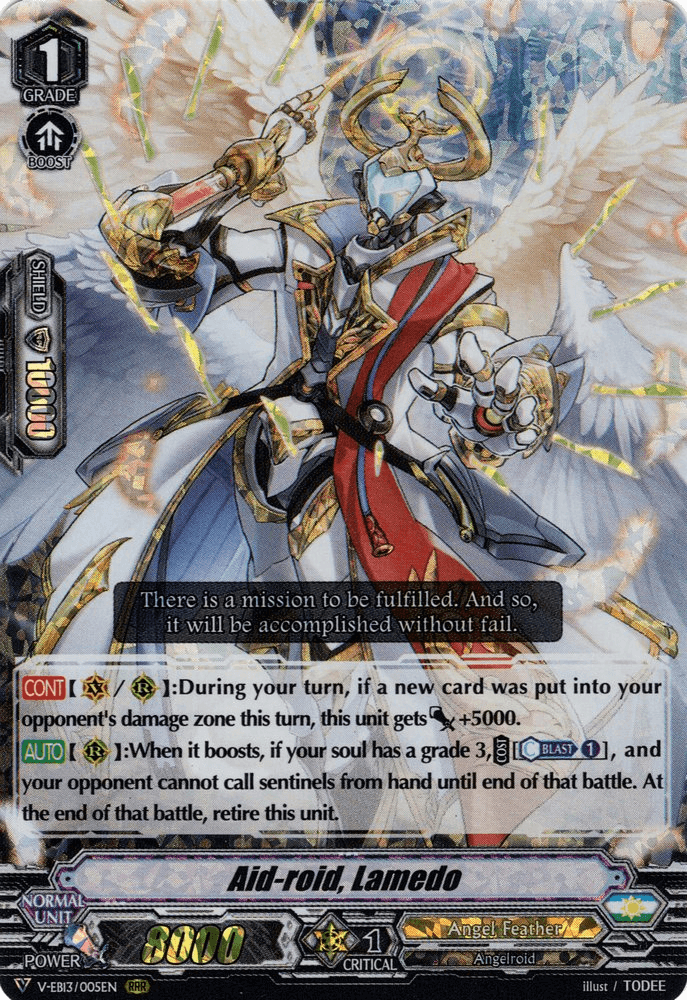 1
GRADE
BOOST
SHIELD
10000
There is a mission to be fulfilled. And so,
it will be accomplished without fail.
CONT【 V / R 】:During your turn, if a new card was put into your
opponent's damage zone this turn, this unit gets +5000.
AUTO【 R 】:When it boosts, if your soul has a grade 3, COST [C BLAST 1], and
your opponent cannot call sentinels from hand until end of that battle. At
the end of that battle, retire this unit.
Aid-roid, Lamedo
NORMAL
UNIT
POWER 8000
1
CRITICAL
Angel Feather
Angelroid
V-EB13/005EN RRR
illust / TODEE